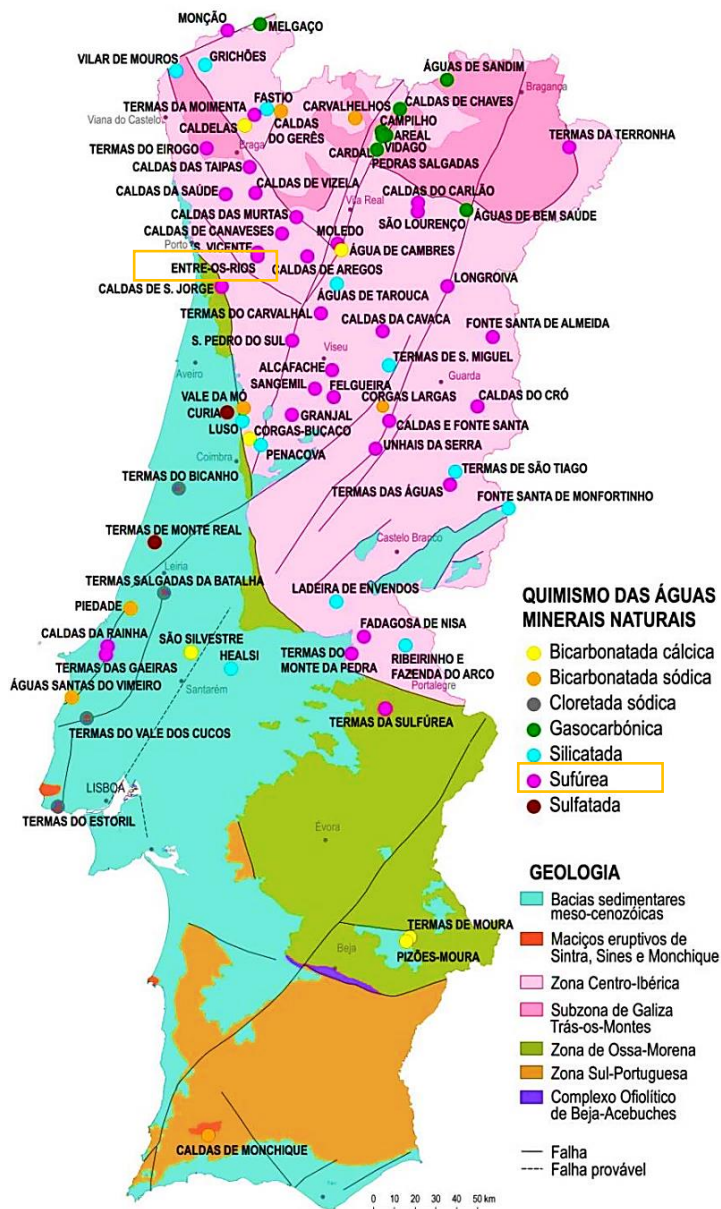 MONÇÃO
MELGAÇO
VILAR DE MOUROS
GRICHÕES
ÁGUAS DE SANDIM
Bragança
TERMAS DA MOIMENTA
FASTIO
CARVALHELHOS
CALDAS DE CHAVES
Viana do Castelo
CALDELAS
CALDAS
DO GERÊS
CAMPILHO
AREAL
VIDAGO
CARDAL
PEDRAS SALGADAS
TERMAS DO EIROGO
Braga
TERMAS DA TERRONHA
CALDAS DAS TAIPAS
CALDAS DA SAÚDE
CALDAS DE VIZELA
CALDAS DO CARLÃO
Vila Real
CALDAS DAS MURTAS
SÃO LOURENÇO
ÁGUAS DE BEM SAÚDE
CALDAS DE CANAVESES
MOLEDO
Porto
S. VICENTE
ÁGUA DE CAMBRES
ENTRE-OS-RIOS
CALDAS DE AREGOS
CALDAS DE S. JORGE
ÁGUAS DE TAROUCA
LONGROIVA
TERMAS DO CARVALHAL
CALDAS DA CAVACA
FONTE SANTA DE ALMEIDA
S. PEDRO DO SUL
Viseu
TERMAS DE S. MIGUEL
Aveiro
ALCAFACHE
SANGEMIL
FELGUEIRA
Guarda
VALE DA MÓ
CORGAS LARGAS
CALDAS DO CRÓ
CURIA
GRANJAL
LUSO
CORGAS-BUÇACO
CALDAS E FONTE SANTA
PENACOVA
UNHAIS DA SERRA
Coimbra
TERMAS DE SÃO TIAGO
TERMAS DO BICANHO
TERMAS DAS ÁGUAS
FONTE SANTA DE MONFORTINHO
TERMAS DE MONTE REAL
Castelo Branco
Leiria
TERMAS SALGADAS DA BATALHA
LADEIRA DE ENVENDOS
PIEDADE
CALDAS DA RAINHA
SÃO SILVESTRE
FADAGOSA DE NISA
TERMAS DAS GAEIRAS
HEALSI
TERMAS DO
MONTE DA PEDRA
RIBEIRINHO E
FAZENDA DO ARCO
ÁGUAS SANTAS DO VIMEIRO
Santarém
Portalegre
TERMAS DO VALE DOS CUCOS
TERMAS DA SULFÚREA
LISBOA
TERMAS DO ESTORIL
Évora
TERMAS DE MOURA
Beja
PIZÕES-MOURA
CALDAS DE MONCHIQUE
0 10 20 30 40 50 km
QUIMISMO DAS ÁGUAS
MINERAIS NATURAIS
Bicarbonatada cálcica
Bicarbonatada sódica
Cloretada sódica
Gasocarbónica
Silicatada
Sufúrea
Sulfatada
GEOLOGIA
Bacias sedimentares
meso-cenozóicas
Maciços eruptivos de
Sintra, Sines e Monchique
Zona Centro-Ibérica
Subzona de Galiza
Trás-os-Montes
Zona de Ossa-Morena
Zona Sul-Portuguesa
Complexo Ofiolítico
de Beja-Acebuches
Falha
Falha provável